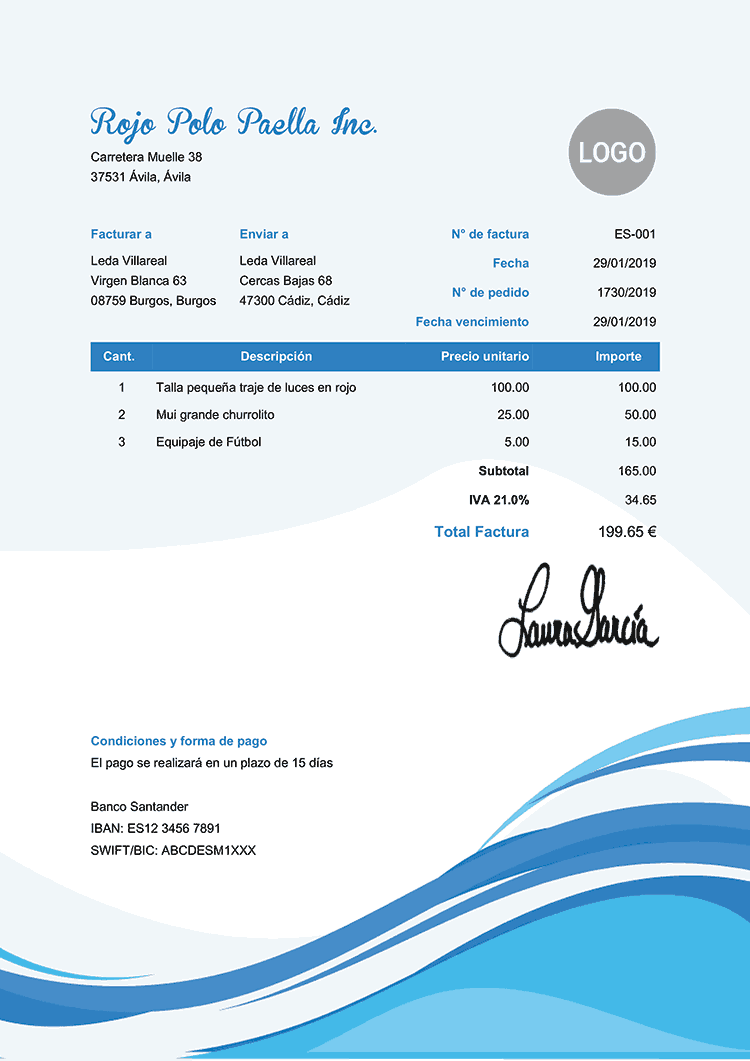 Rojo Polo Paella Inc.
Carretera Muelle 38
37531 Ávila, Ávila
LOGO
Facturar a
Leda Villareal
Virgen Blanca 63
08759 Burgos, Burgos
Enviar a
Leda Villareal
Cercas Bajas 68
47300 Cádiz, Cádiz
N° de factura ES-001
Fecha 29/01/2019
N° de pedido 1730/2019
Fecha vencimiento 29/01/2019
Cant. Descripción Precio unitario Importe
1 Talla pequeña traje de luces en rojo 100.00 100.00
2 Mui grande churrolito 25.00 50.00
3 Equipaje de Fútbol 5.00 15.00
Subtotal 165.00
IVA 21.0% 34.65
Total Factura 199.65 €
Laura García
Condiciones y forma de pago
El pago se realizará en un plazo de 15 días
Banco Santander
IBAN: ES12 3456 7891
SWIFT/BIC: ABCDESM1XXX